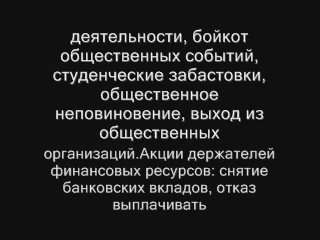 деятельности, бойкот
общественных событий,
студенческие забастовки,
общественное
неповиновение, выход из
общественных
организаций.Акции держателей
финансовых ресурсов: снятие
банковских вкладов, отказ
выплачивать